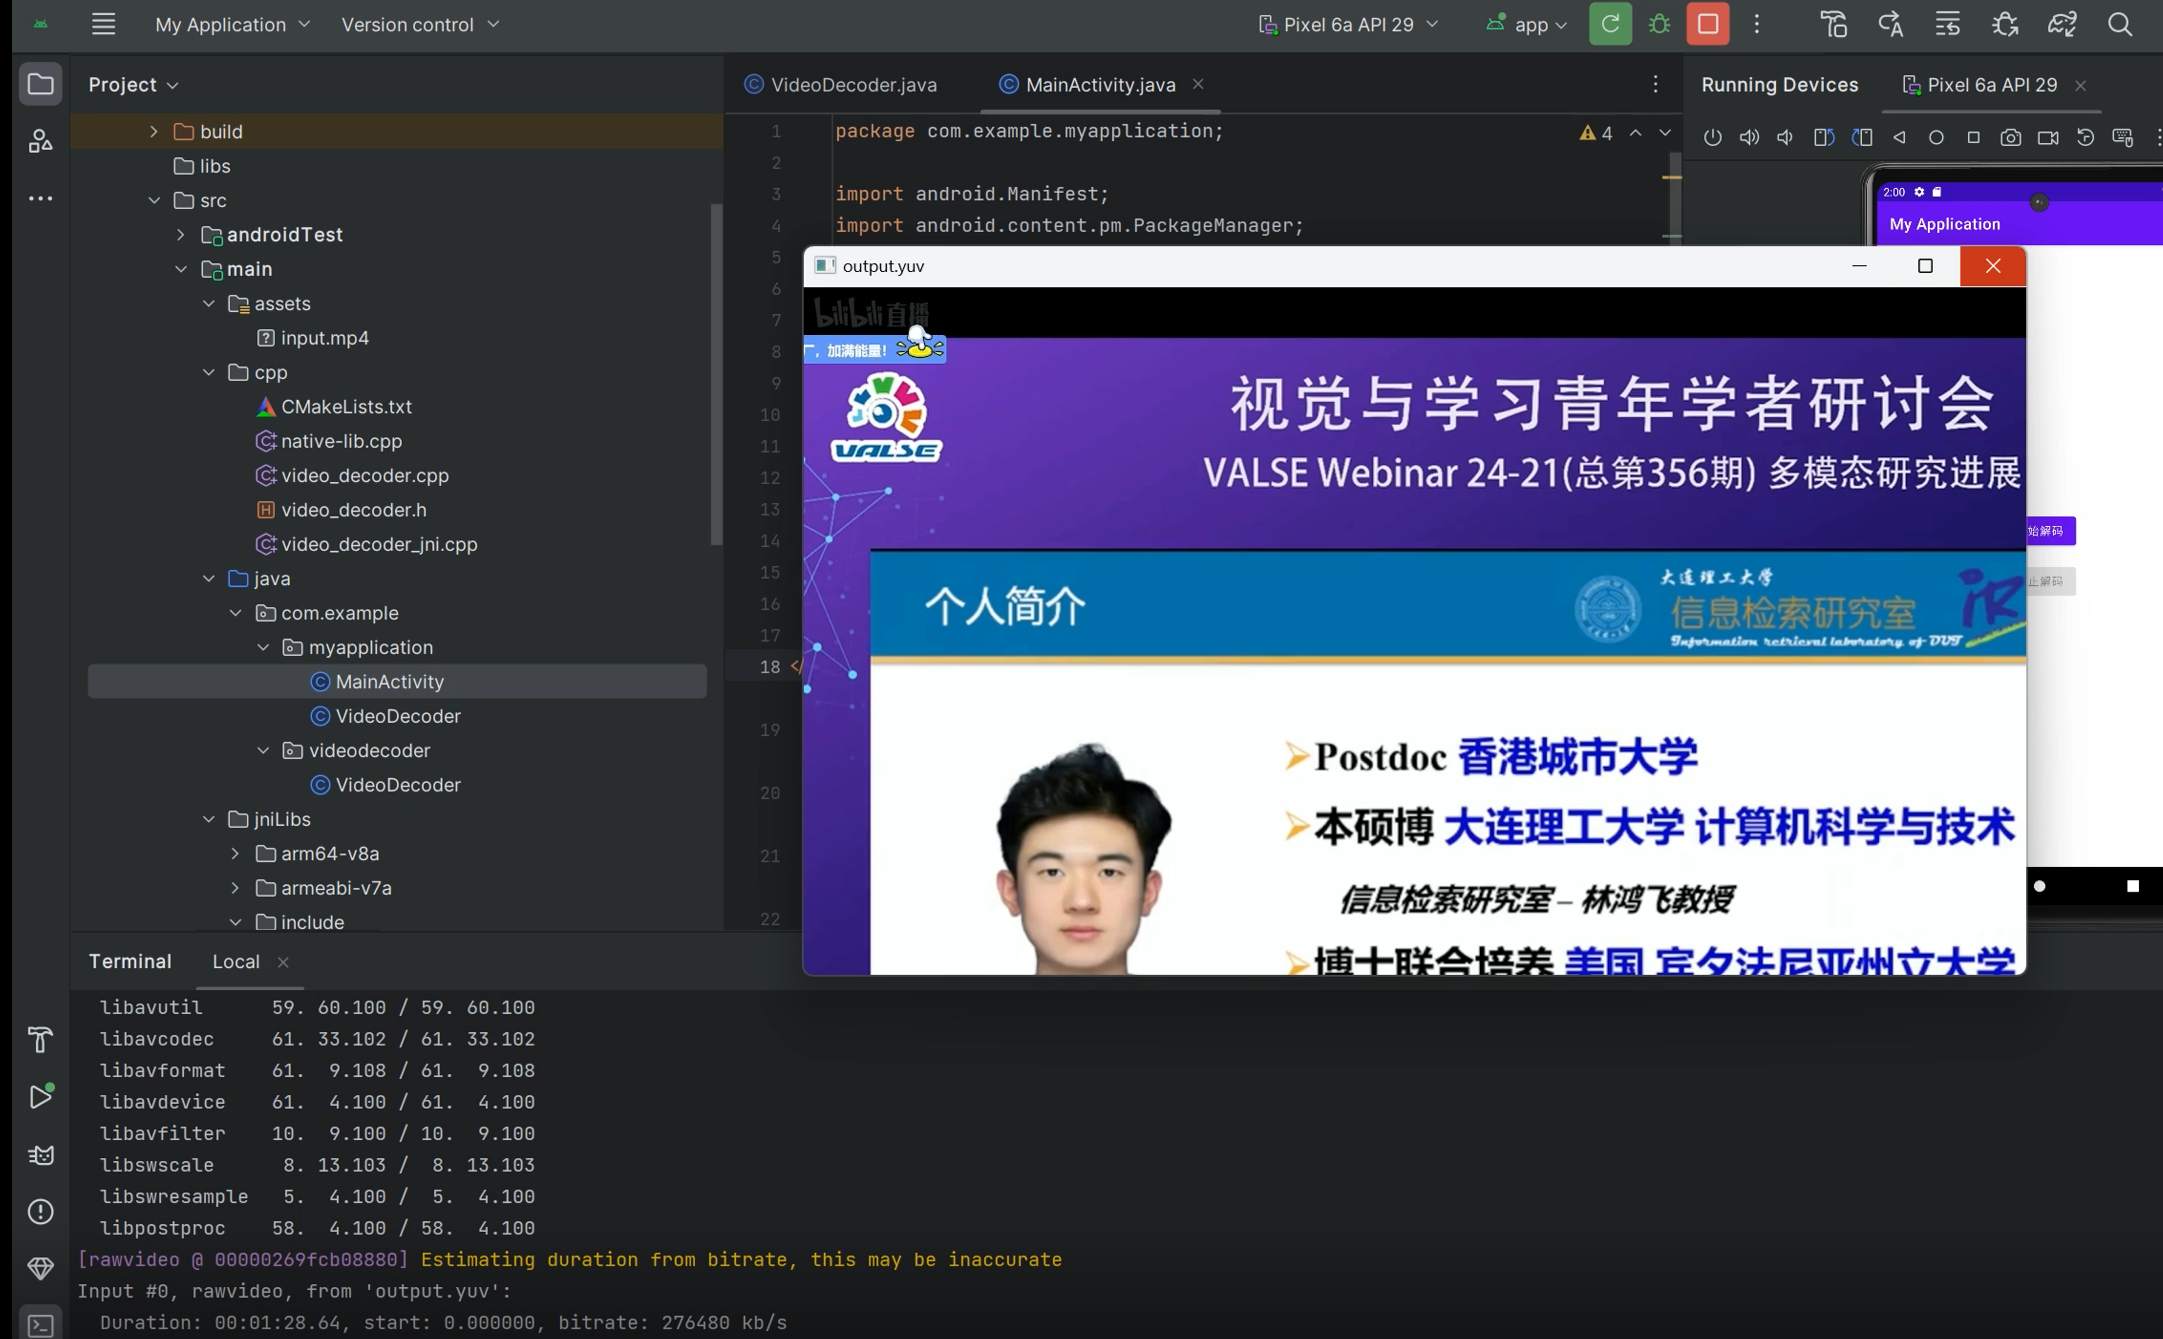 My Application
Version control
Pixel 6a API 29
app
Project
build
libs
src
androidTest
main
assets
input.mp4
cpp
CMakeLists.txt
native-lib.cpp
video_decoder.cpp
video_decoder.h
video_decoder_jni.cpp
java
com.example
myapplication
MainActivity
VideoDecoder
videodecoder
VideoDecoder
jniLibs
arm64-v8a
armeabi-v7a
include
VideoDecoder.java
MainActivity.java
4
1 package com.example.myapplication;
2
3 import android.Manifest;
4 import android.content.pm.PackageManager;
5
6
7
8
9
10
11
12
13
14
15
16
17
18
19
20
21
22
Running Devices
Pixel 6a API 29
2:00
My Application
始解码
止解码
output.yuv
bilibili 直播
，加满能量!
VALSE
视觉与学习青年学者研讨会
VALSE Webinar 24-21(总第356期) 多模态研究进展
个人简介
大连理工大学
信息检索研究室
Information retrieval laboratory of DUT
iR
➢Postdoc 香港城市大学
➢本硕博 大连理工大学 计算机科学与技术
信息检索研究室 – 林鸿飞教授
➢博士联合培养 美国 宾夕法尼亚州立大学
Terminal
Local
libavutil 59. 60.100 / 59. 60.100
libavcodec 61. 33.102 / 61. 33.102
libavformat 61. 9.108 / 61. 9.108
libavdevice 61. 4.100 / 61. 4.100
libavfilter 10. 9.100 / 10. 9.100
libswscale 8. 13.103 / 8. 13.103
libswresample 5. 4.100 / 5. 4.100
libpostproc 58. 4.100 / 58. 4.100
[rawvideo @ 00000269fcb08880] Estimating duration from bitrate, this may be inaccurate
Input #0, rawvideo, from 'output.yuv':
Duration: 00:01:28.64, start: 0.000000, bitrate: 276480 kb/s